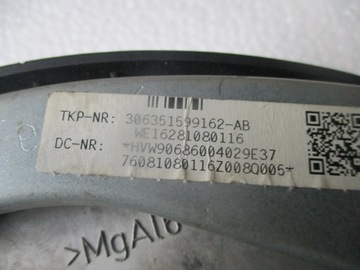 TKP-NR: 306351599162-AB
WE16281080116
DC-NR: *HVW90686004029E37
76081080116Z008Q005*
>MgAl6